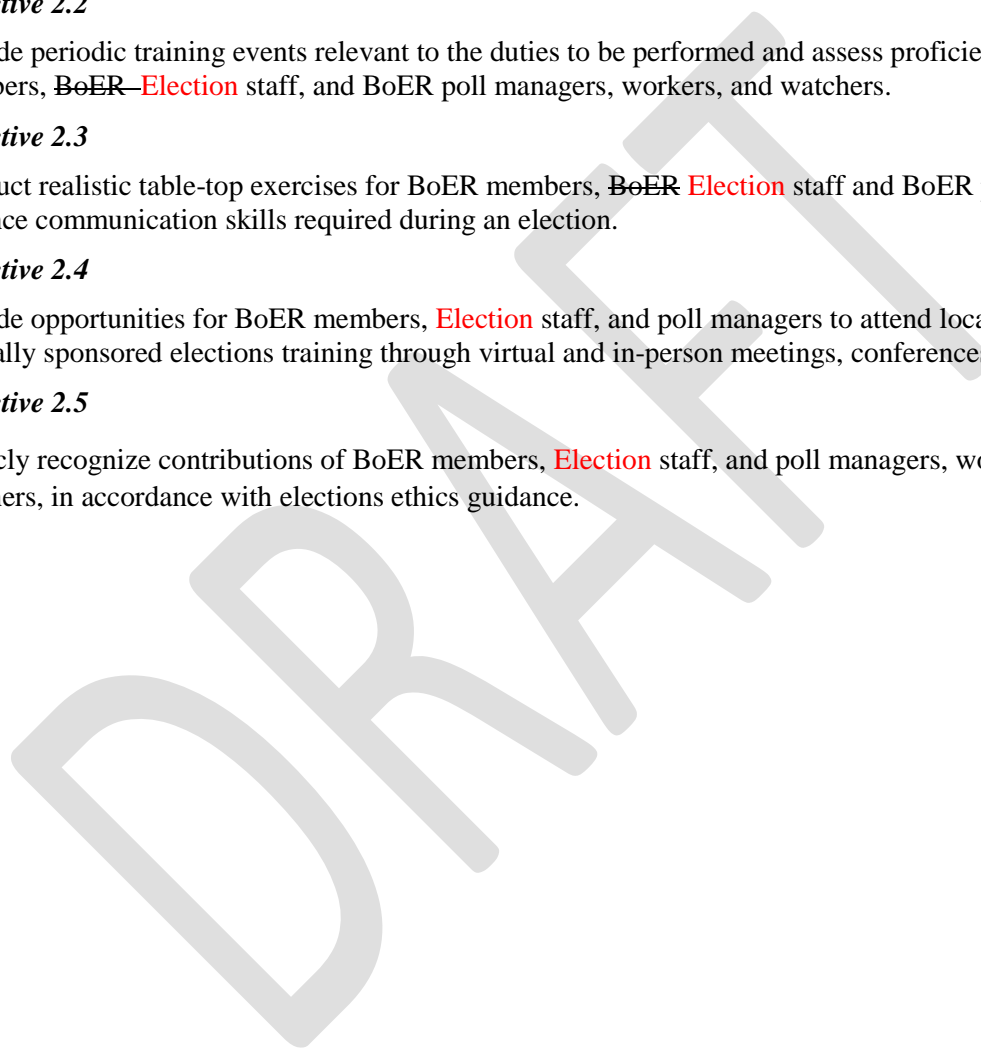 tive 2.2
de periodic training events relevant to the duties to be performed and assess proficie
bers, BoER Election staff, and BoER poll managers, workers, and watchers.
tive 2.3
uct realistic table-top exercises for BoER members, BoER Election staff and BoER
nce communication skills required during an election.
tive 2.4
de opportunities for BoER members, Election staff, and poll managers to attend loca
ally sponsored elections training through virtual and in-person meetings, conferences
tive 2.5
cly recognize contributions of BoER members, Election staff, and poll managers, wo
hers, in accordance with elections ethics guidance.
DRAFT